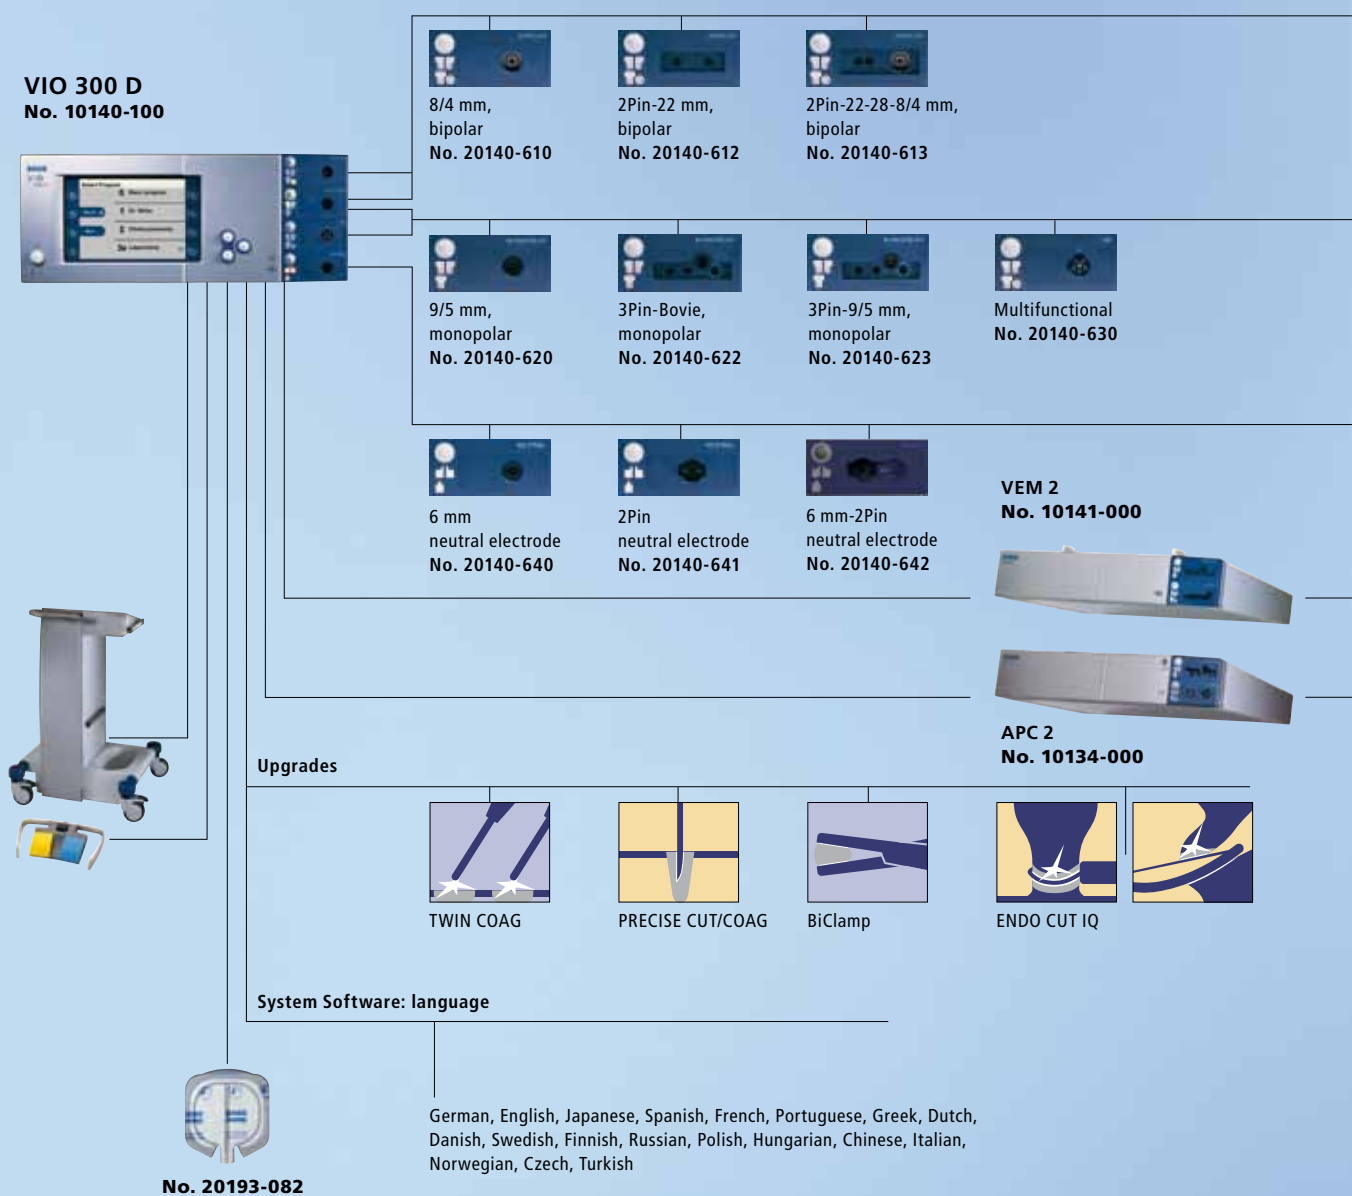 VIO 300 D
No. 10140-100
8/4 mm,
bipolar
No. 20140-610
2Pin-22 mm,
bipolar
No. 20140-612
2Pin-22-28-8/4 mm,
bipolar
No. 20140-613
9/5 mm,
monopolar
No. 20140-620
3Pin-Bovie,
monopolar
No. 20140-622
3Pin-9/5 mm,
monopolar
No. 20140-623
Multifunctional
No. 20140-630
6 mm
neutral electrode
No. 20140-640
2Pin
neutral electrode
No. 20140-641
6 mm-2Pin
neutral electrode
No. 20140-642
VEM 2
No. 10141-000
APC 2
No. 10134-000
Upgrades
TWIN COAG
PRECISE CUT/COAG
BiClamp
ENDO CUT IQ
System Software: language
German, English, Japanese, Spanish, French, Portuguese, Greek, Dutch,
Danish, Swedish, Finnish, Russian, Polish, Hungarian, Chinese, Italian,
Norwegian, Czech, Turkish
No. 20193-082